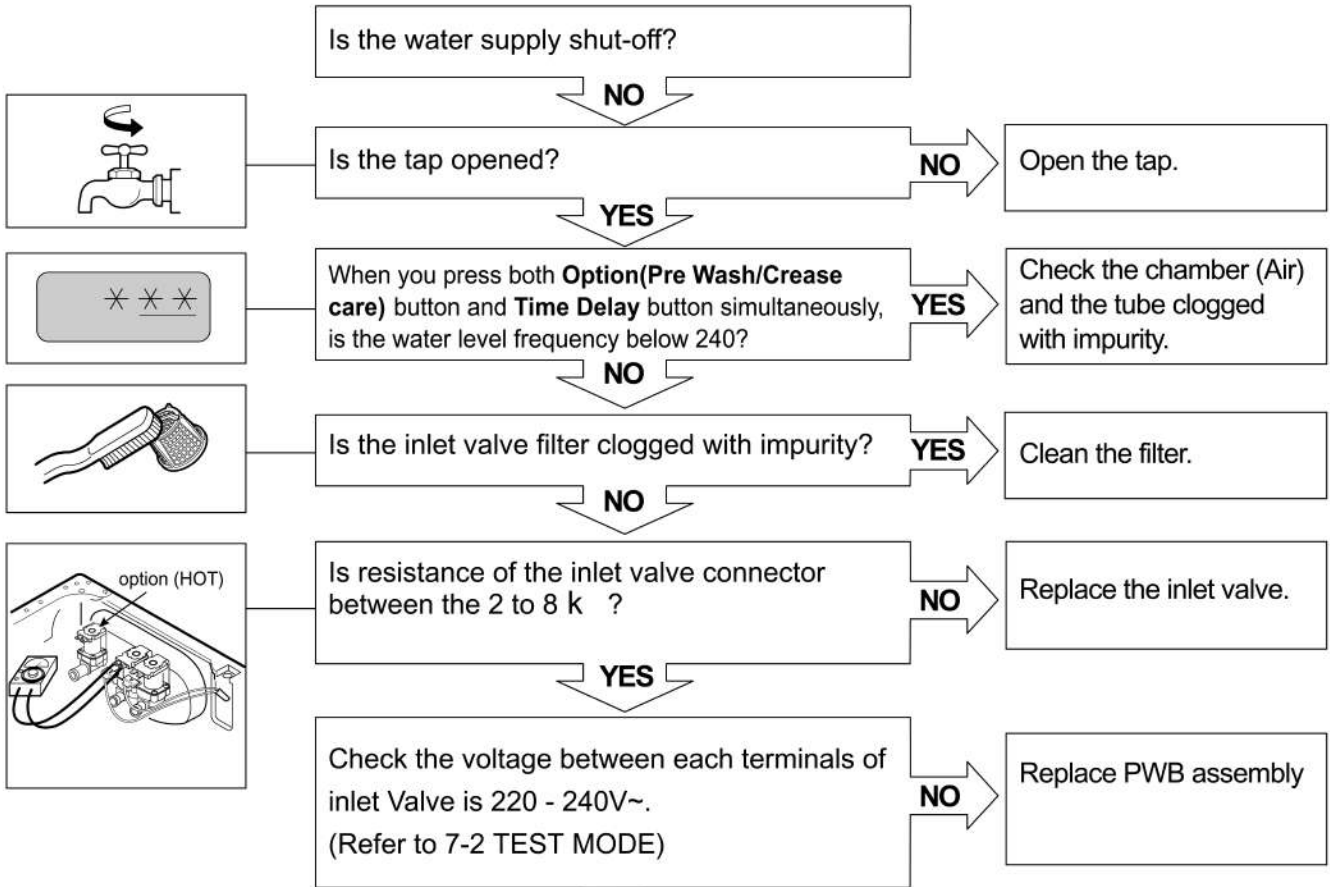 Is the water supply shut-off?
NO
Is the tap opened?
NO
Open the tap.
YES
When you press both Option(Pre Wash/Crease
care) button and Time Delay button simultaneously,
is the water level frequency below 240?
YES
Check the chamber (Air)
and the tube clogged
with impurity.
NO
Is the inlet valve filter clogged with impurity?
YES
Clean the filter.
NO
option (HOT)
Is resistance of the inlet valve connector
between the 2 to 8 k ?
NO
Replace the inlet valve.
YES
Check the voltage between each terminals of
inlet Valve is 220 - 240V~.
(Refer to 7-2 TEST MODE)
NO
Replace PWB assembly